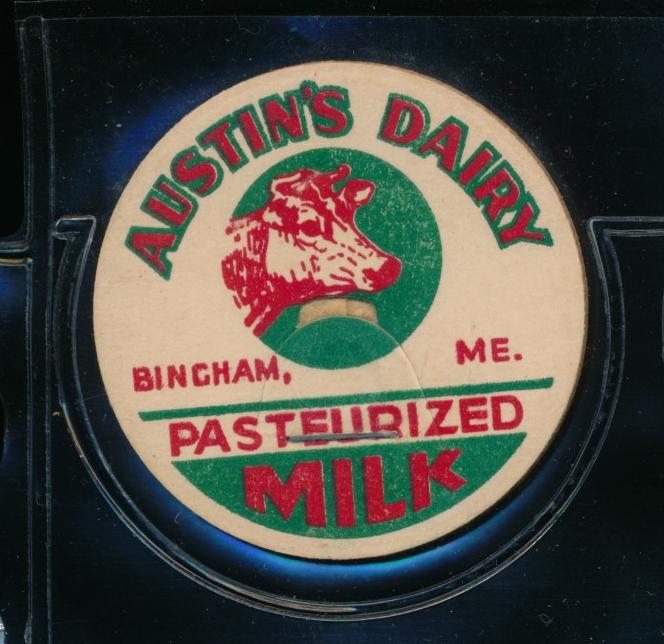 AUSTIN'S DAIRY
BINGHAM, ME.
PASTEURIZED
MILK